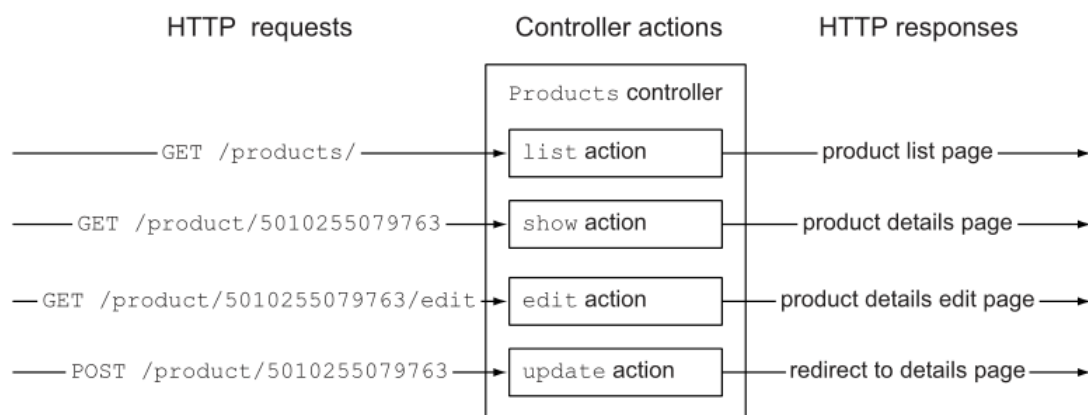 HTTP requests Controller actions HTTP responses
Products controller
GET /products/ list action product list page
GET /product/5010255079763 show action product details page
GET /product/5010255079763/edit edit action product details edit page
POST /product/5010255079763 update action redirect to details page